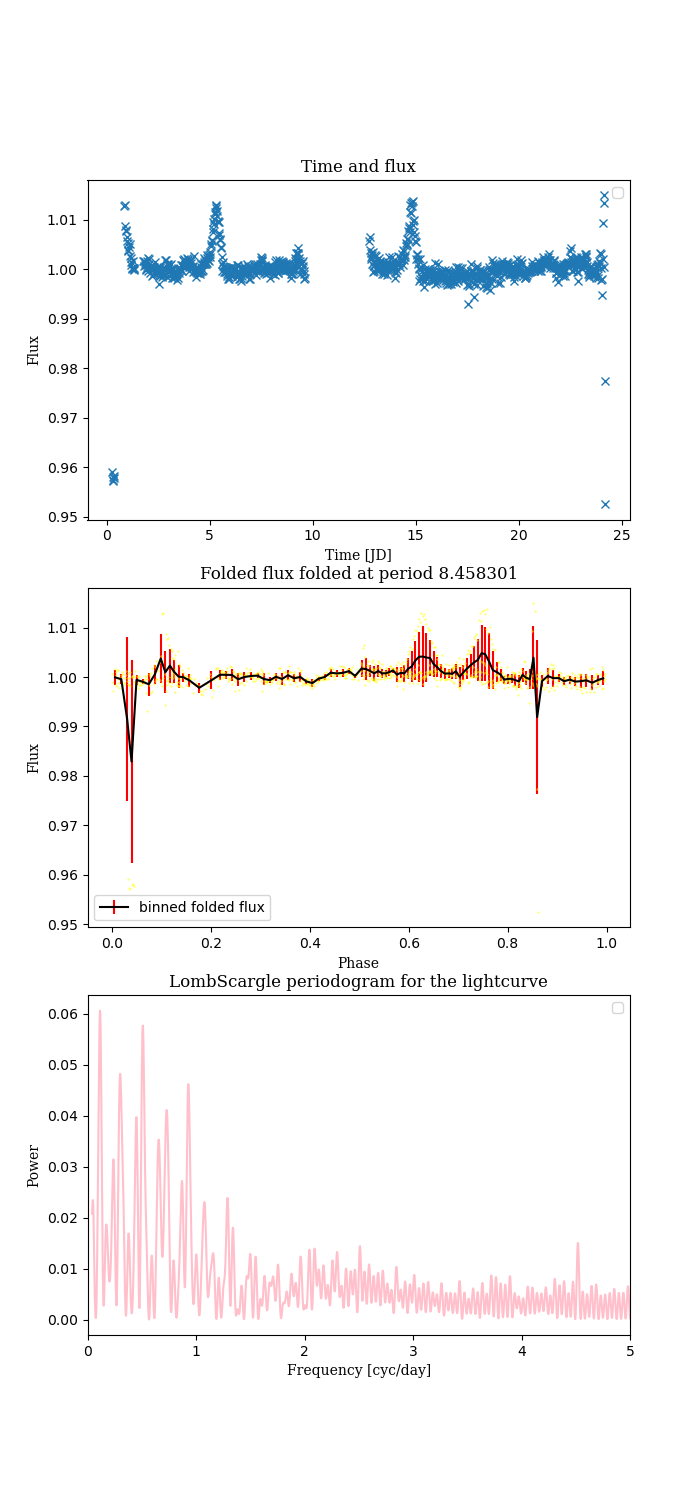 Time and flux
1.01
1.00
0.99
0.98
0.97
0.96
0.95
Flux
0 5 10 15 20 25
Time [JD]
Folded flux folded at period 8.458301
1.01
1.00
0.99
0.98
0.97
0.96
0.95
Flux
binned folded flux
0.0 0.2 0.4 0.6 0.8 1.0
Phase
LombScargle periodogram for the lightcurve
0.06
0.05
0.04
0.03
0.02
0.01
0.00
Power
0 1 2 3 4 5
Frequency [cyc/day]